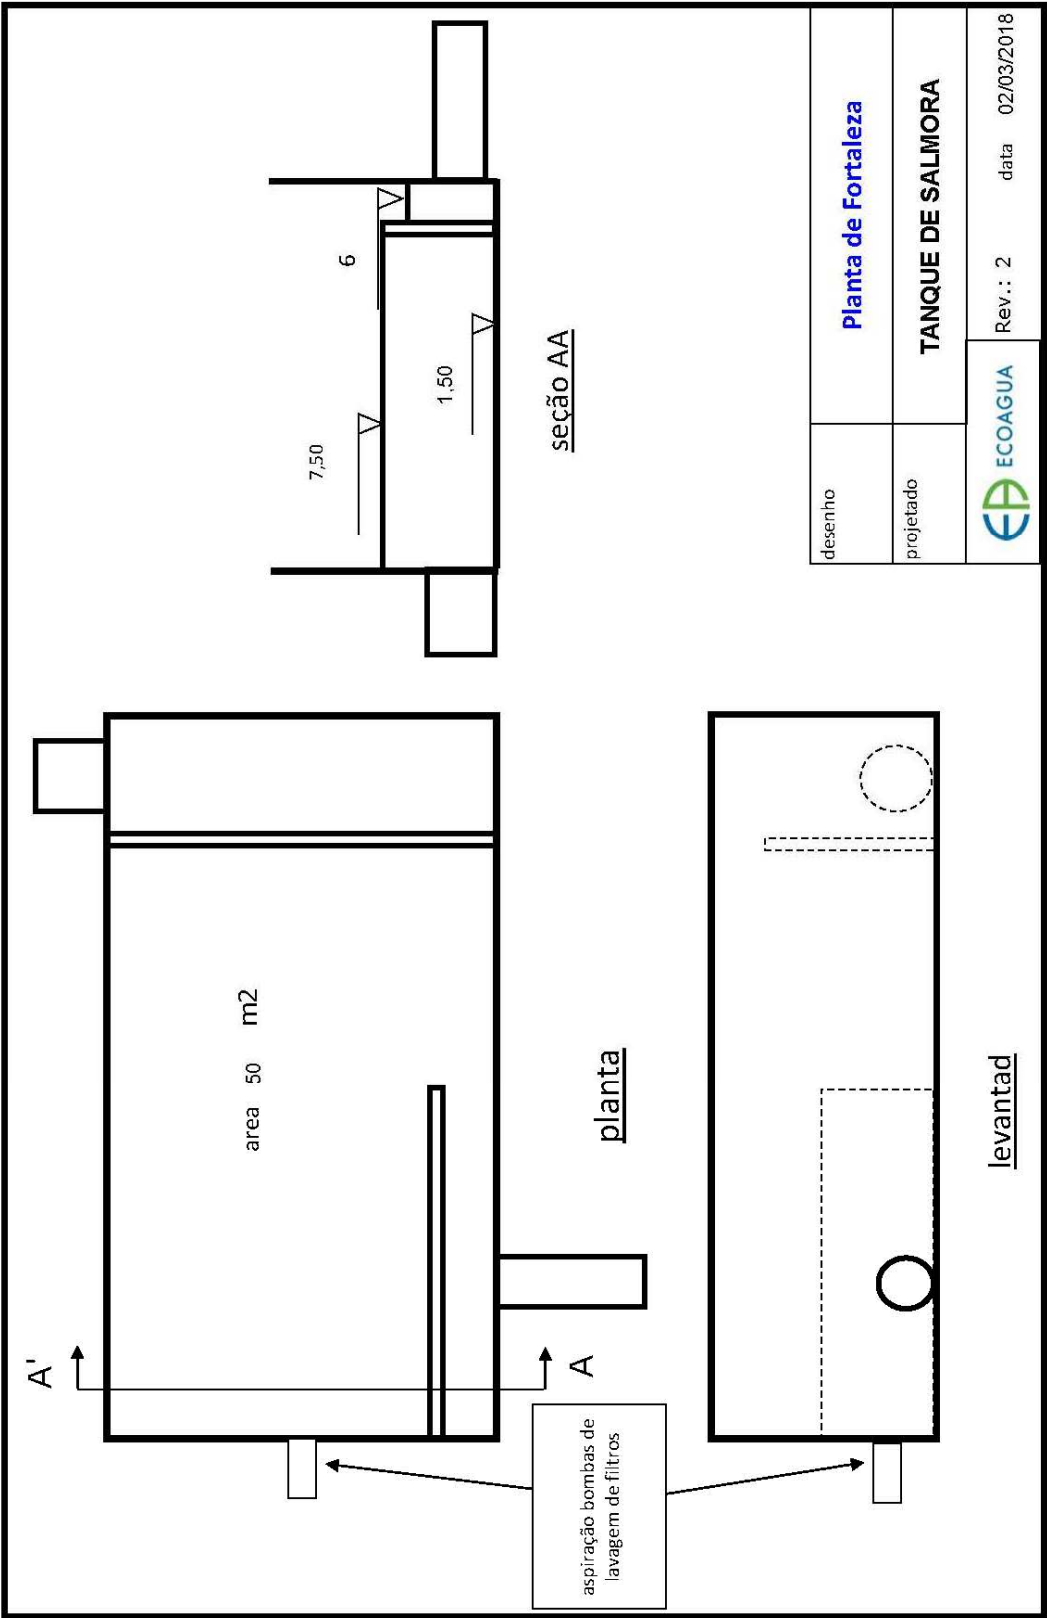 A'
A
area 50 m2
planta
7,50
6
1,50
seção AA
aspiração bombas de
lavagem de filtros
levantad
desenho
Planta de Fortaleza
projetado
TANQUE DE SALMORA
ECOAGUA
Rev.: 2 data 02/03/2018